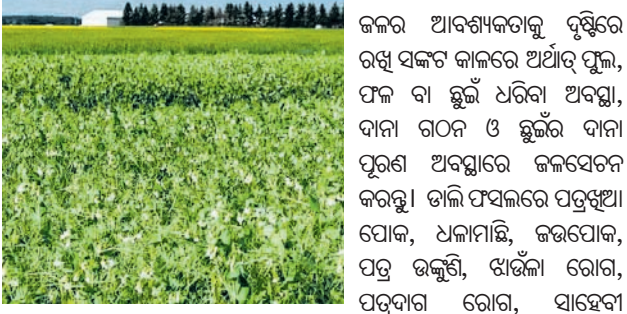 ଜଳର ଆବଶ୍ୟକତାକୁ ଦୃଷ୍ଟିରେ
ରଖି ସଙ୍କଟ କାଳରେ ଅର୍ଥାତ୍ ଫୁଲ,
ଫଳ ବା ଛୁଇଁ ଧରିବା ଅବସ୍ଥା,
ଦାନା ଗଠନ ଓ ଛୁଇଁର ଦାନା
ପୂରଣ ଅବସ୍ଥାରେ ଜଳସେଚନ
କରନ୍ତୁ। ଡାଲି ଫସଲରେ ପତ୍ରଖିଆ
ପୋକ, ଧଳାମାଛି, ଜଉପୋକ,
ପତ୍ର ଉଙ୍କୁଣି, ଝାଉଁଳା ରୋଗ,
ପତ୍ରଦାଗ ରୋଗ, ସାହେବୀ